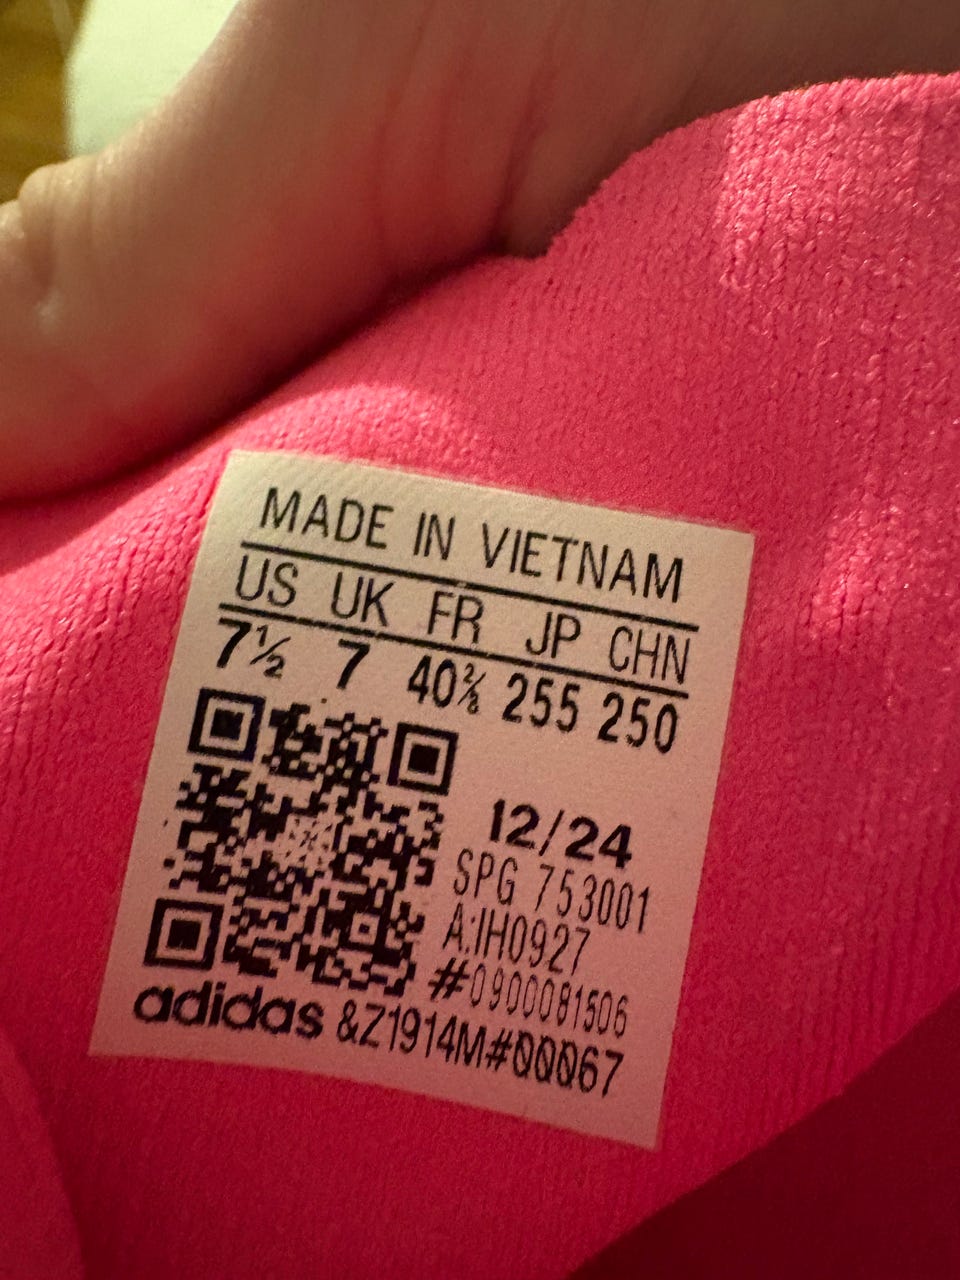 MADE IN VIETNAM
US UK FR JP CHN
7½ 7 40⅔ 255 250
12/24
SPG 753001
A:IH0927
#0900081506
adidas &Z1914M#00067